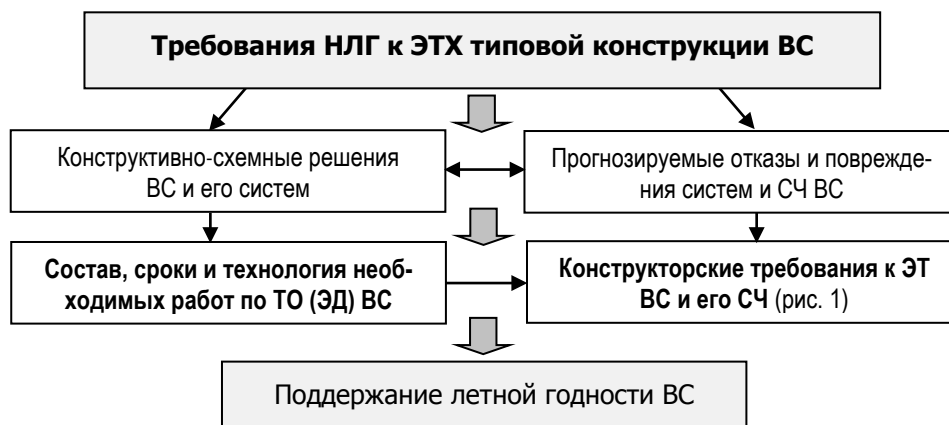 Требования НЛГ к ЭТХ типовой конструкции ВС
Конструктивно-схемные решения
ВС и его систем
Прогнозируемые отказы и поврежде-
ния систем и СЧ ВС
Состав, сроки и технология необ-
ходимых работ по ТО (ЭД) ВС
Конструкторские требования к ЭТ
ВС и его СЧ (рис. 1)
Поддержание летной годности ВС